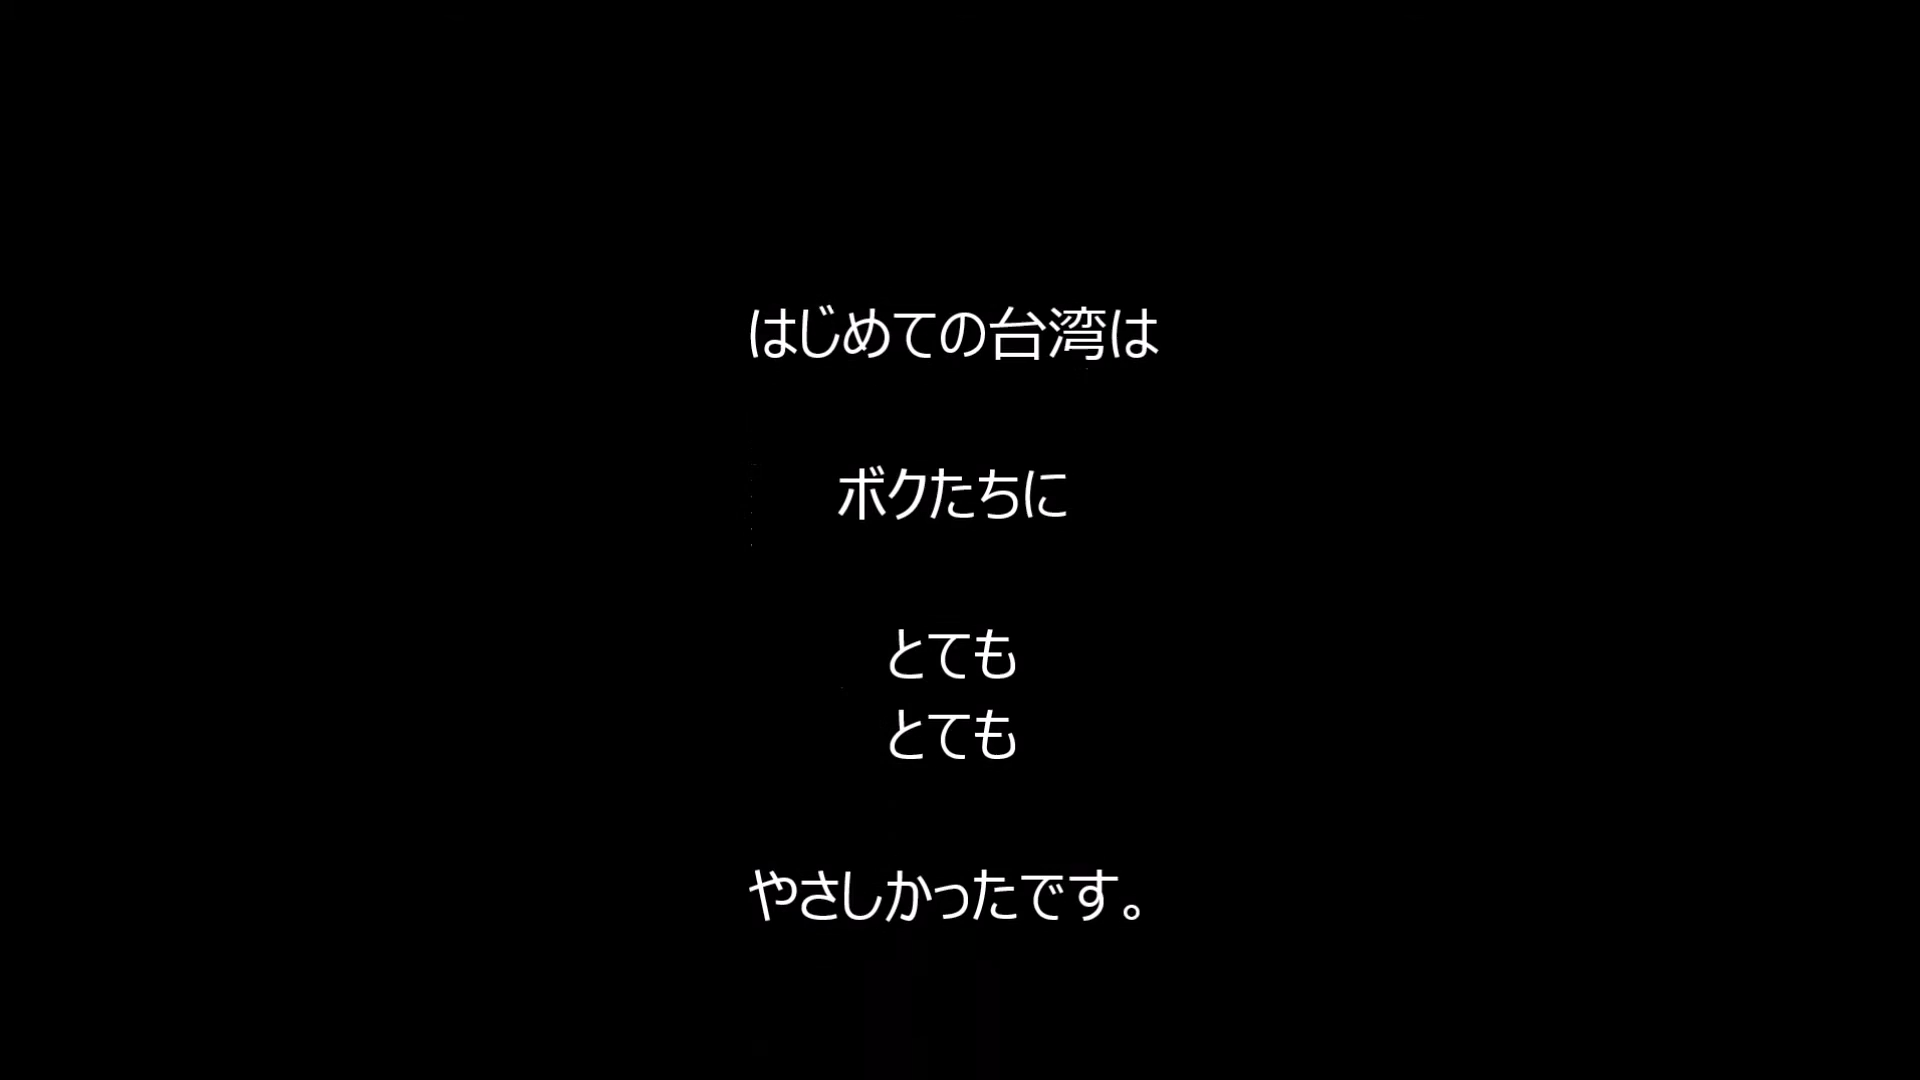 はじめての台湾は
ボクたちに
とても
とても
やさしかったです。